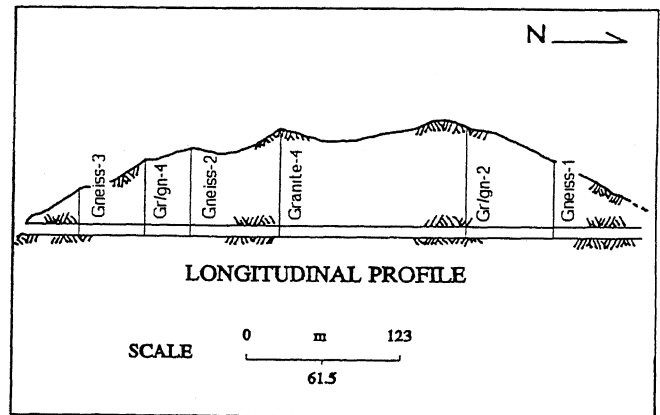 N
Gneiss-3
Gr/gn-4
Gneiss-2
Granite-4
Gr/gn-2
Gneiss-1
LONGITUDINAL PROFILE
SCALE
0 m 123
61.5